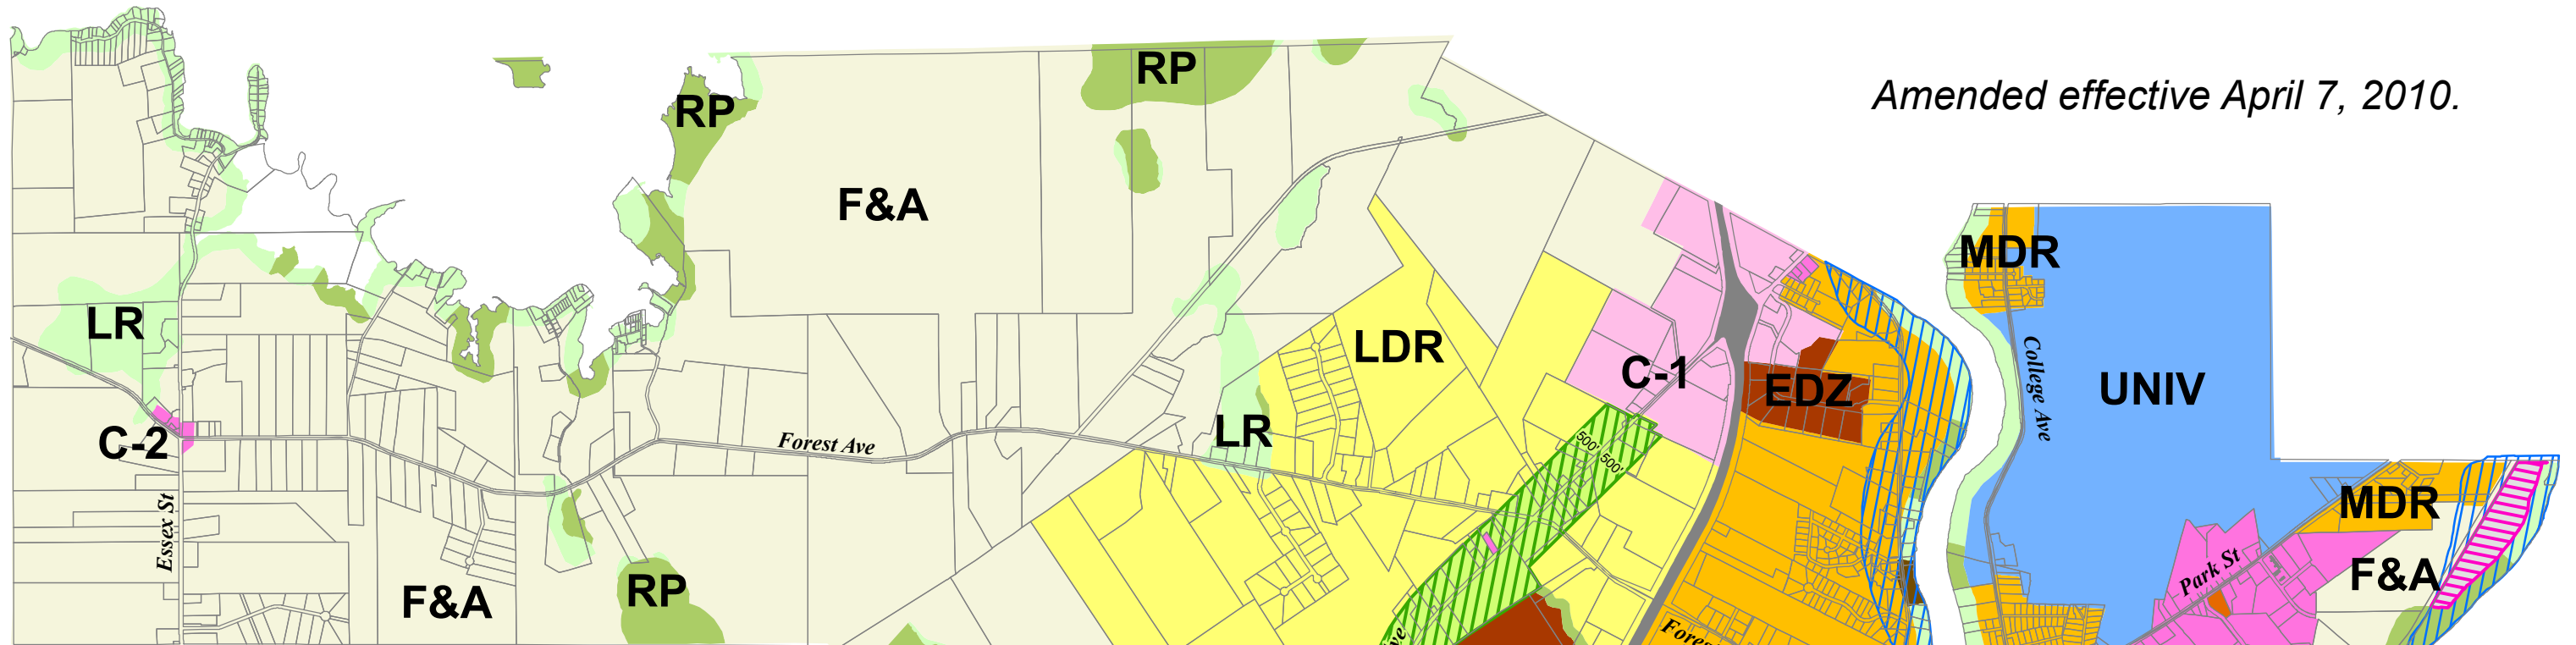 RP
RP
Amended effective April 7, 2010.
F&A
MDR
LR
LDR
C-1
EDZ
College Ave
UNIV
C-2
Forest Ave
LR
500' 500'
Essex St
MDR
F&A
RP
Park St
F&A